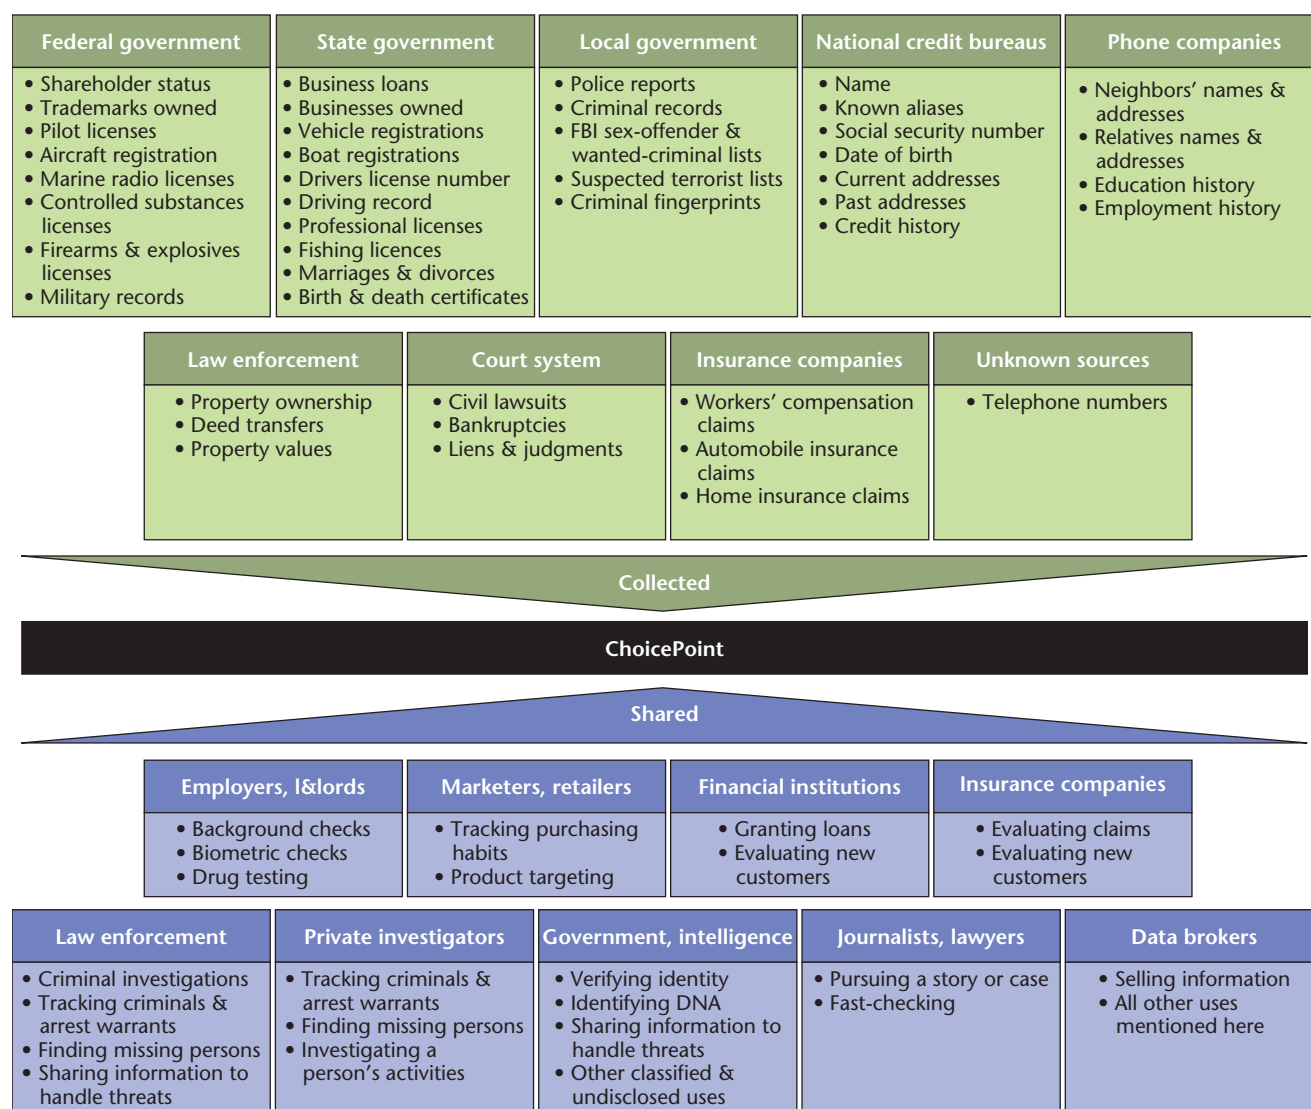 Federal government
• Shareholder status
• Trademarks owned
• Pilot licenses
• Aircraft registration
• Marine radio licenses
• Controlled substances
licenses
• Firearms & explosives
licenses
• Military records
State government
• Business loans
• Businesses owned
• Vehicle registrations
• Boat registrations
• Drivers license number
• Driving record
• Professional licenses
• Fishing licences
• Marriages & divorces
• Birth & death certificates
Local government
• Police reports
• Criminal records
• FBI sex-offender &
wanted-criminal lists
• Suspected terrorist lists
• Criminal fingerprints
National credit bureaus
• Name
• Known aliases
• Social security number
• Date of birth
• Current addresses
• Past addresses
• Credit history
Phone companies
• Neighbors’ names &
addresses
• Relatives names &
addresses
• Education history
• Employment history
Law enforcement
• Property ownership
• Deed transfers
• Property values
Court system
• Civil lawsuits
• Bankruptcies
• Liens & judgments
Insurance companies
• Workers’ compensation
claims
• Automobile insurance
claims
• Home insurance claims
Unknown sources
• Telephone numbers
Collected
ChoicePoint
Shared
Employers, l&lords
• Background checks
• Biometric checks
• Drug testing
Marketers, retailers
• Tracking purchasing
habits
• Product targeting
Financial institutions
• Granting loans
• Evaluating new
customers
Insurance companies
• Evaluating claims
• Evaluating new
customers
Law enforcement
• Criminal investigations
• Tracking criminals &
arrest warrants
• Finding missing persons
• Sharing information to
handle threats
Private investigators
• Tracking criminals &
arrest warrants
• Finding missing persons
• Investigating a
person’s activities
Government, intelligence
• Verifying identity
• Identifying DNA
• Sharing information to
handle threats
• Other classified &
undisclosed uses
Journalists, lawyers
• Pursuing a story or case
• Fast-checking
Data brokers
• Selling information
• All other uses
mentioned here